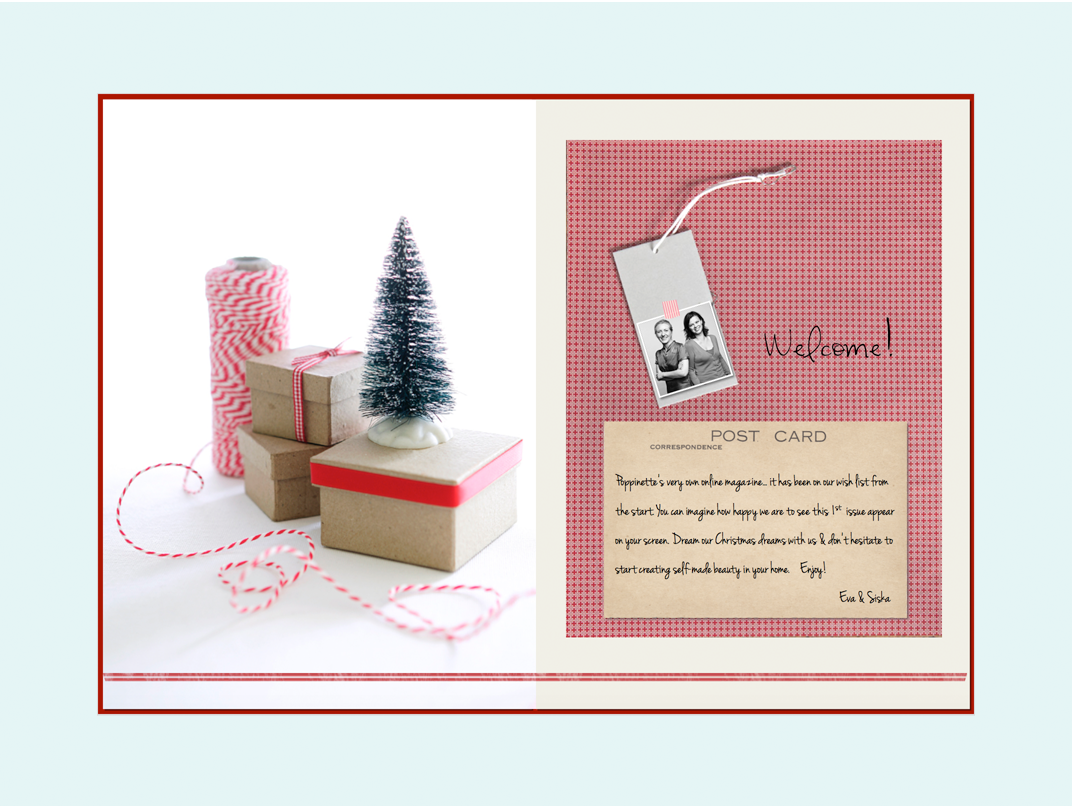 Welcome!
POST CARD
CORRESPONDENCE
Poppinette's very own online magazine... it has been on our wish list from
the start. You can imagine how happy we are to see this 1st issue appear
on your screen. Dream our Christmas dreams with us & don't hesitate to
start creating self-made beauty in your home. Enjoy!
Eva & Siska